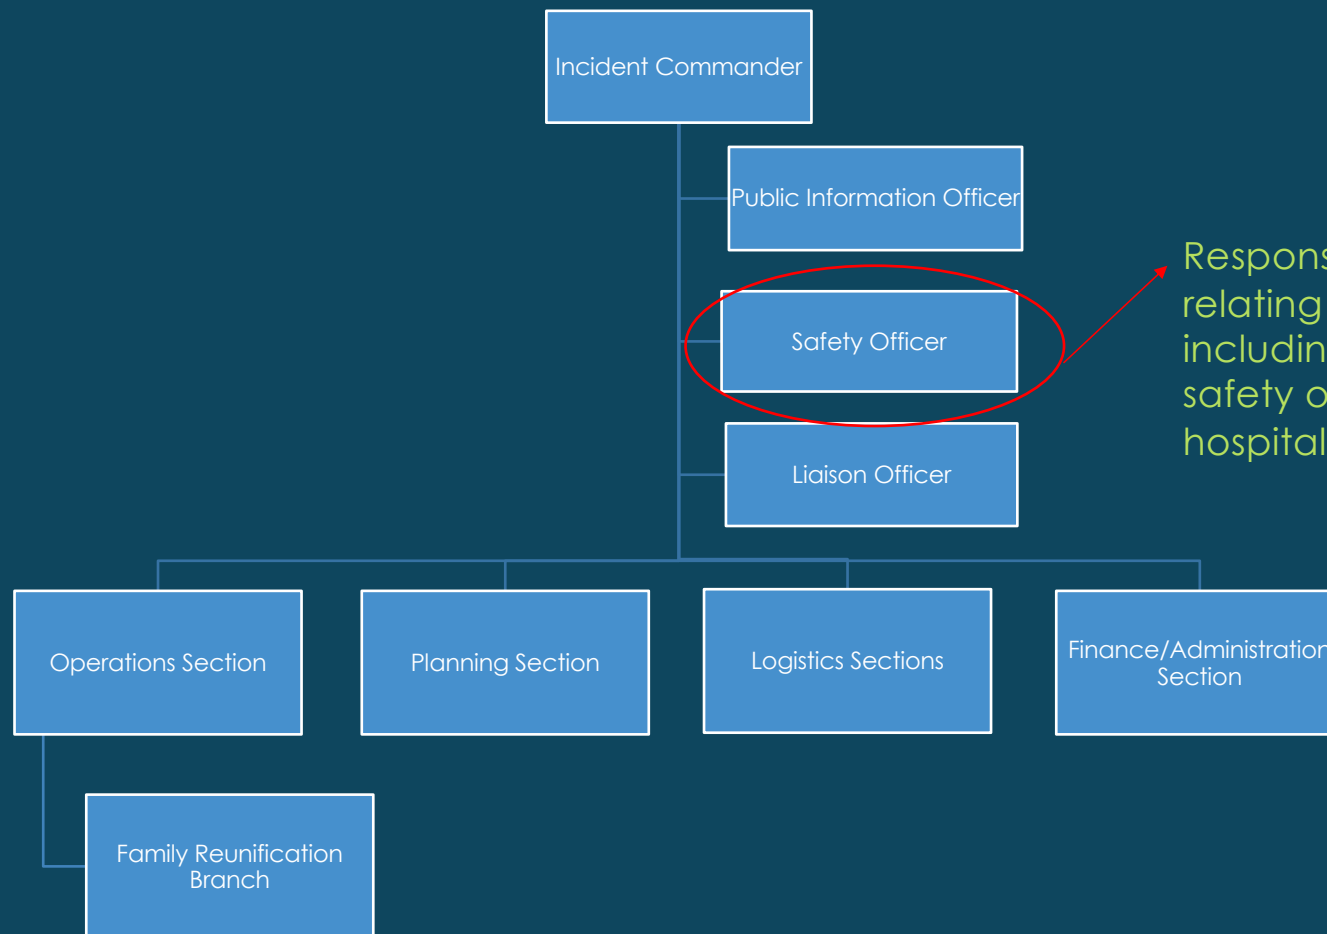 Incident Commander
Public Information Officer
Safety Officer
relating
safety
hospital
Liaison Officer
Operations Section
Planning Section
Logistics Sections
Finance/Administration
Section
Family Reunification
Branch